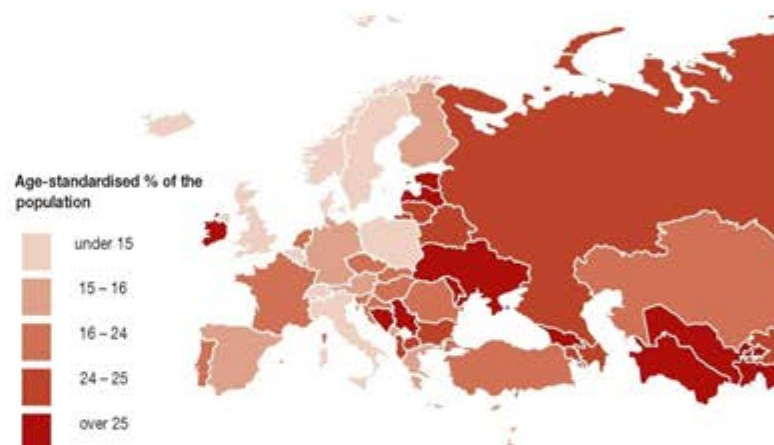 Age-standardised % of the
population
under 15
15 – 16
16 – 24
24 – 25
over 25